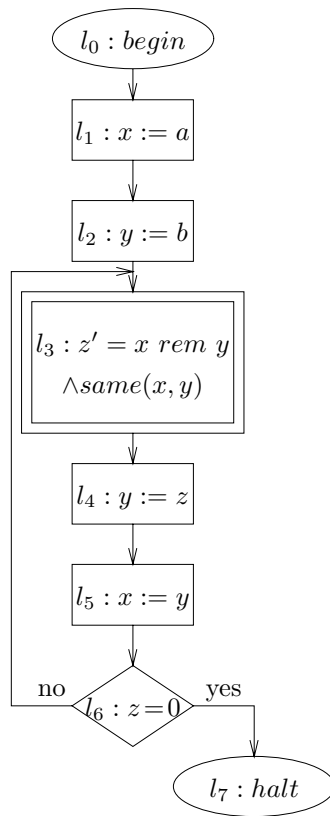 l₀ : begin
l₁ : x := a
l₂ : y := b
l₃ : z′ = x rem y
∧same(x, y)
l₄ : y := z
l₅ : x := y
no
l₆ : z=0
yes
l₇ : halt